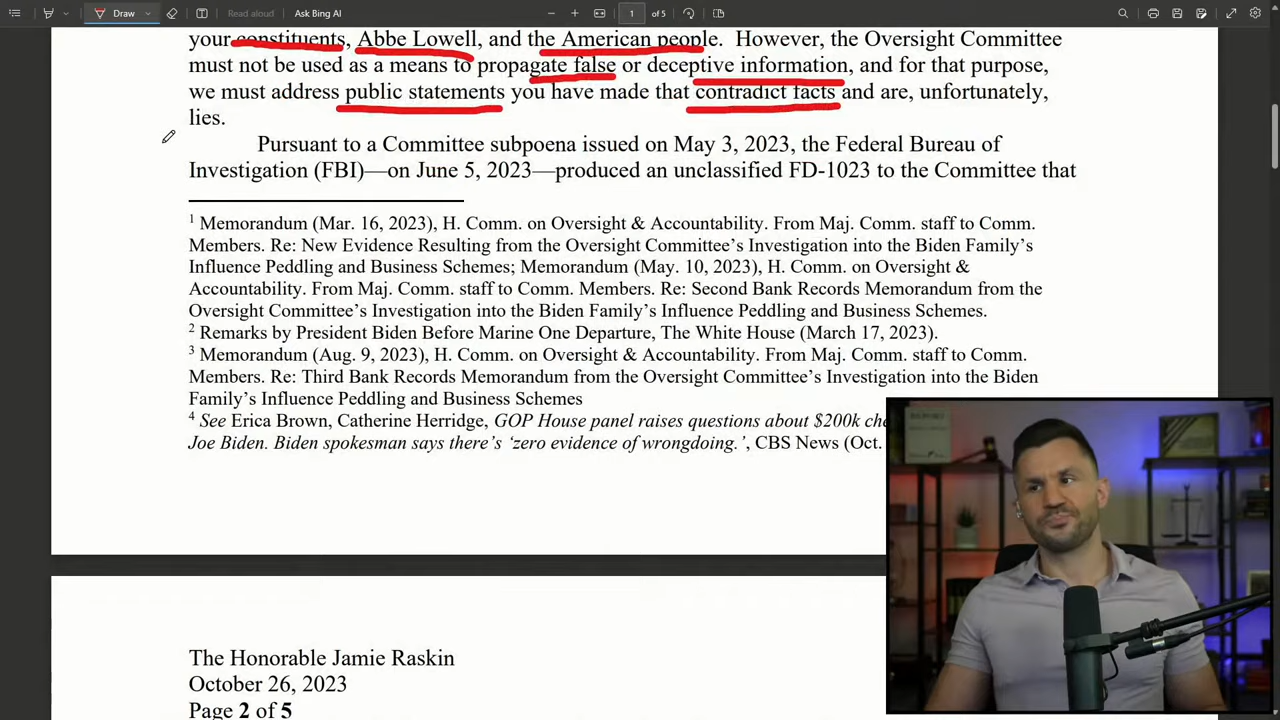 Draw
Read aloud
Ask Bing AI
1
of 5
your constituents, Abbe Lowell, and the American people. However, the Oversight Committee
must not be used as a means to propagate false or deceptive information, and for that purpose,
we must address public statements you have made that contradict facts and are, unfortunately,
lies.
Pursuant to a Committee subpoena issued on May 3, 2023, the Federal Bureau of
Investigation (FBI)—on June 5, 2023—produced an unclassified FD-1023 to the Committee that
1 Memorandum (Mar. 16, 2023), H. Comm. on Oversight & Accountability. From Maj. Comm. staff to Comm.
Members. Re: New Evidence Resulting from the Oversight Committee's Investigation into the Biden Family's
Influence Peddling and Business Schemes; Memorandum (May. 10, 2023), H. Comm. on Oversight &
Accountability. From Maj. Comm. staff to Comm. Members. Re: Second Bank Records Memorandum from the
Oversight Committee's Investigation into the Biden Family's Influence Peddling and Business Schemes.
2 Remarks by President Biden Before Marine One Departure, The White House (March 17, 2023).
3 Memorandum (Aug. 9, 2023), H. Comm. on Oversight & Accountability. From Maj. Comm. staff to Comm.
Members. Re: Third Bank Records Memorandum from the Oversight Committee's Investigation into the Biden
Family's Influence Peddling and Business Schemes
4 See Erica Brown, Catherine Herridge, GOP House panel raises questions about $200k
Joe Biden. Biden spokesman says there's 'zero evidence of wrongdoing.', CBS News (Oct.
The Honorable Jamie Raskin
October 26, 2023
Page 2 of 5